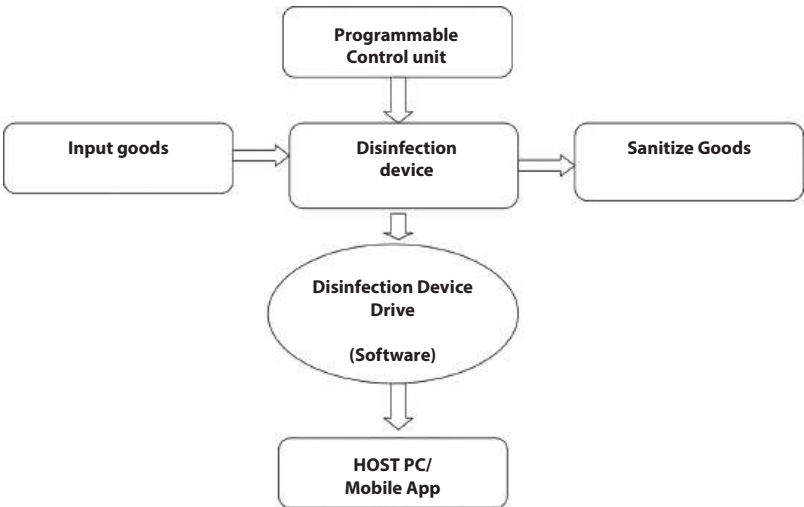 Programmable
Control unit
Input goods
Disinfection
device
Sanitize Goods
Disinfection Device
Drive
(Software)
HOST PC/
Mobile App